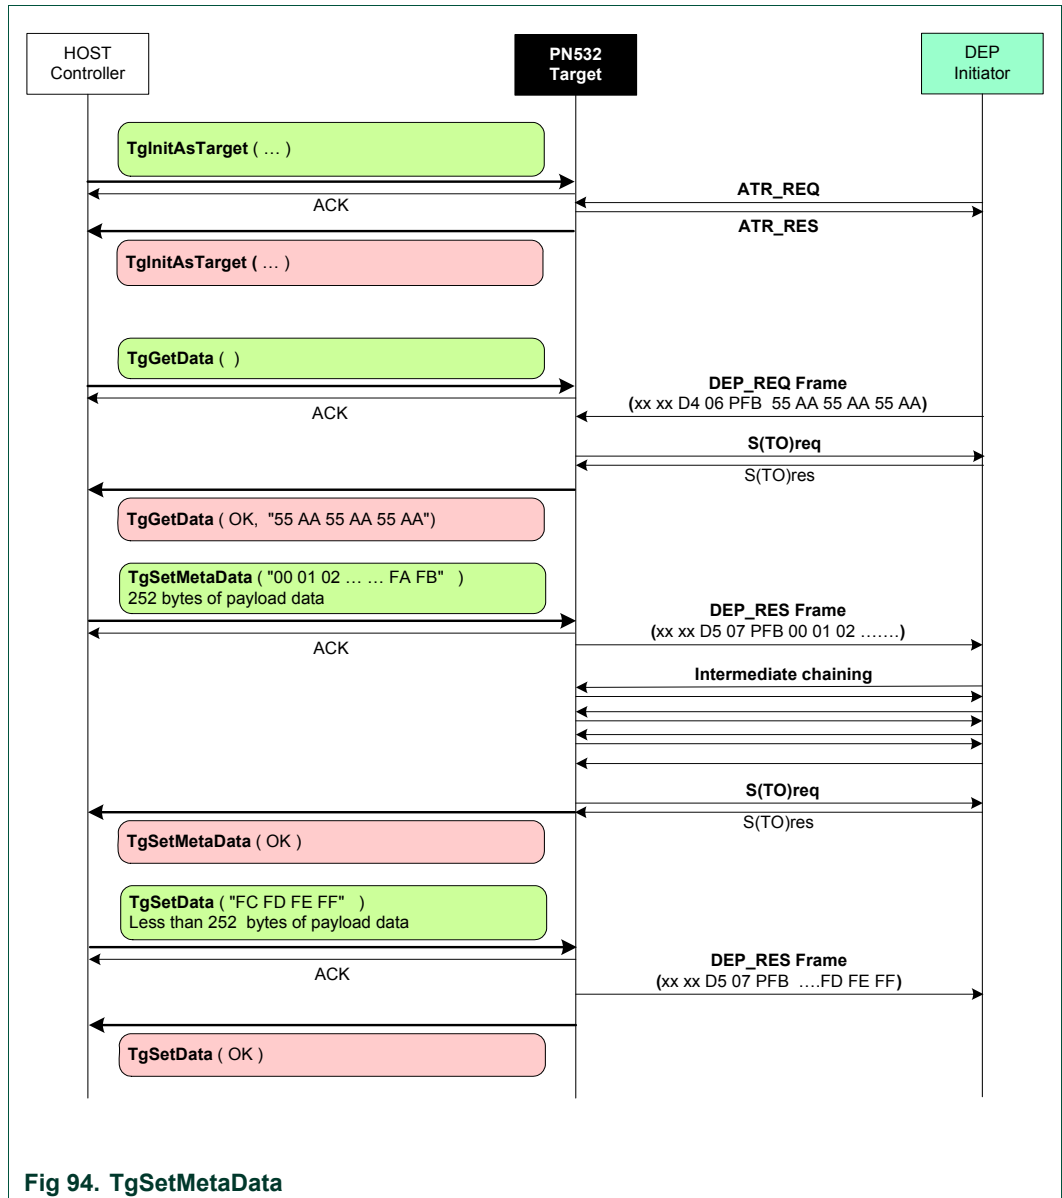 HOST
Controller
PN532
Target
DEP
Initiator
TgInitAsTarget ( … )
ACK
ATR_REQ
ATR_RES
TgInitAsTarget ( … )
TgGetData ( )
ACK
DEP_REQ Frame
(xx xx D4 06 PFB 55 AA 55 AA 55 AA)
S(TO)req
S(TO)res
TgGetData ( OK, "55 AA 55 AA 55 AA")
TgSetMetaData ( "00 01 02 … … FA FB" )
252 bytes of payload data
ACK
DEP_RES Frame
(xx xx D5 07 PFB 00 01 02 …….)
Intermediate chaining
S(TO)req
S(TO)res
TgSetMetaData ( OK )
TgSetData ( "FC FD FE FF" )
Less than 252 bytes of payload data
ACK
DEP_RES Frame
(xx xx D5 07 PFB ….FD FE FF)
TgSetData ( OK )
Fig 94. TgSetMetaData